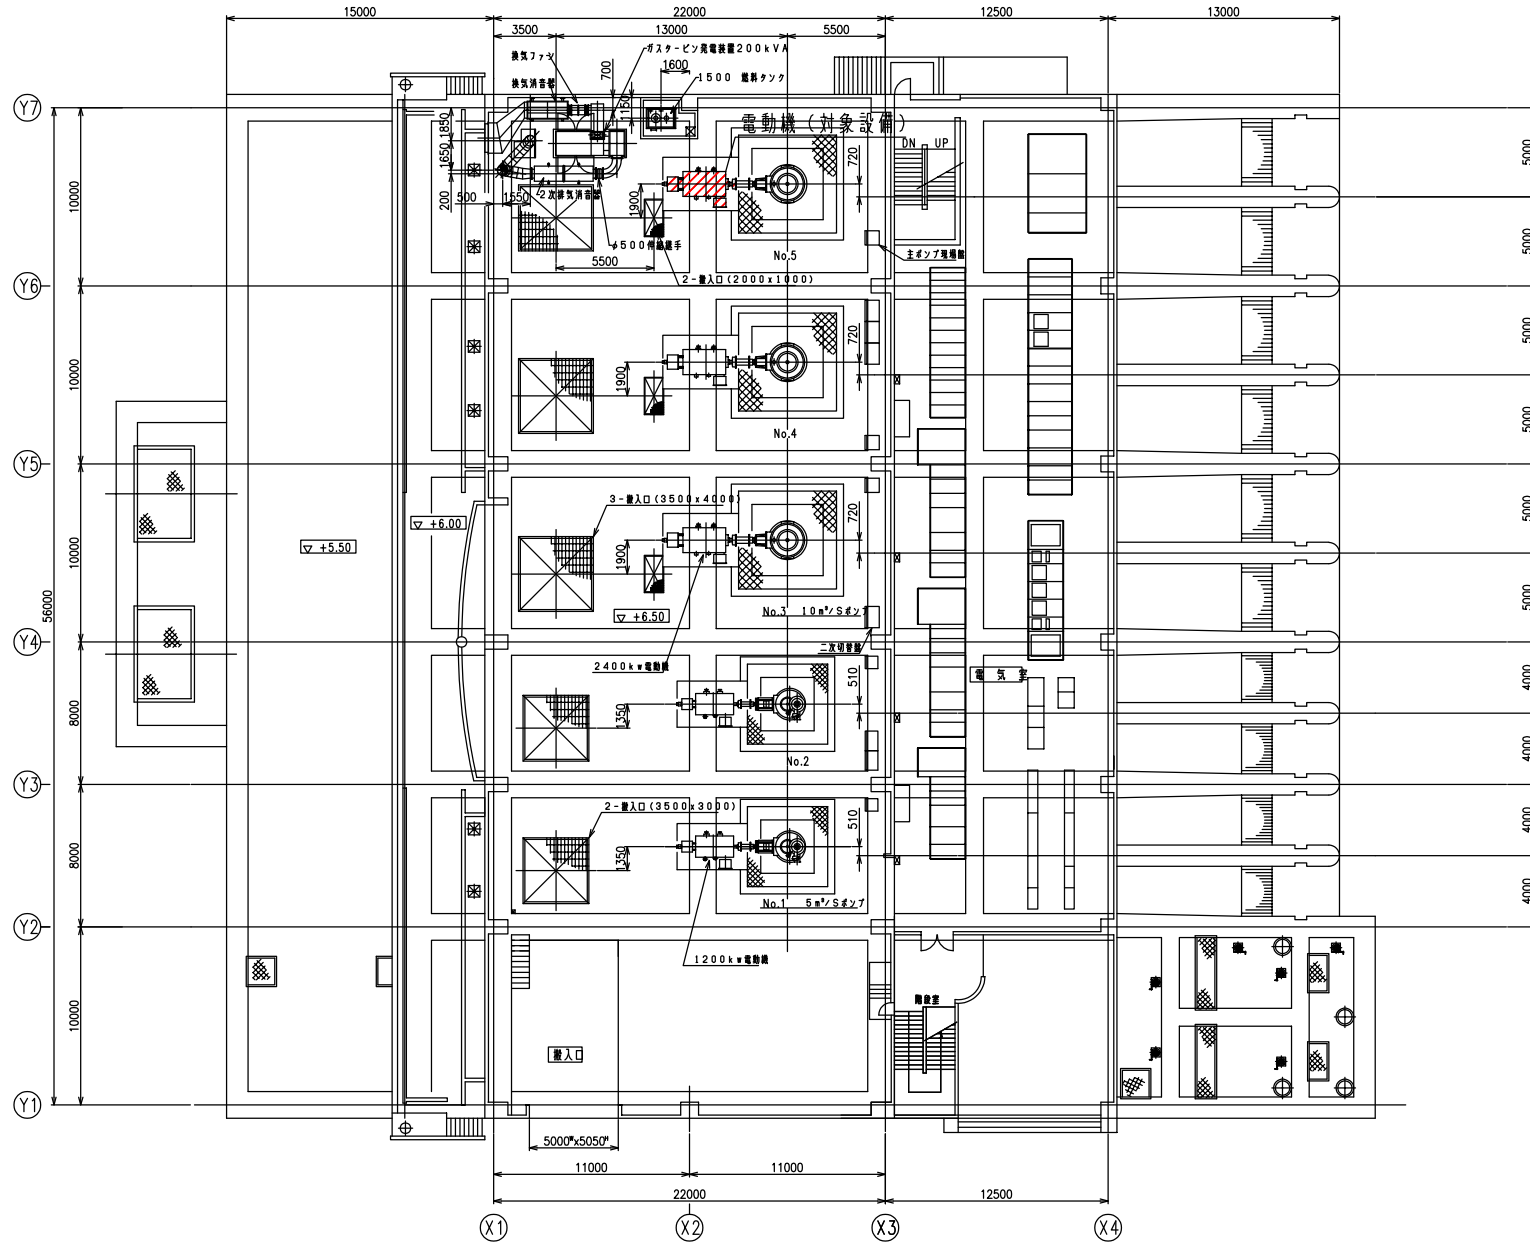 15000
22000
12500
13000
3500
13000
5500
ガスタービン発電装置200kVA
換気ファン
換気消音器
700
1600
1500 燃料タンク
1150
電動機(対象設備)
Y7
1850
1650
200
500
1550
2次排気消音器
1900
720
DN UP
5000
10000
φ500伸縮継手
No.5
主ポンプ現場盤
5500
2-搬入口(2000x1000)
5000
Y6
720
5000
10000
1900
No.4
5000
Y5
3-搬入口(3500x4000)
▽ +6.00
▽ +5.50
720
5000
10000
1900
56000
▽ +6.50
No.3 10m³/Sポンプ
5000
Y4
二次切替盤
2400kw電動機
電気室
510
4000
8000
1350
No.2
4000
Y3
2-搬入口(3500x3000)
510
4000
8000
1350
No.1 5m³/Sポンプ
4000
Y2
1200kw電動機
階段室
10000
搬入口
Y1
5000ᵂx5050ᴴ
11000
11000
22000
12500
X1
X2
X3
X4